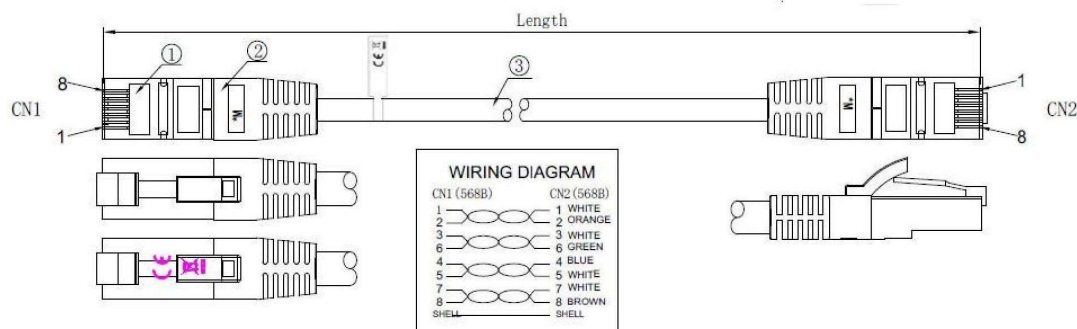 Length
① ② ③
CE
8
CN1
1
M.
M.
1
CN2
8
CE
WIRING DIAGRAM
CN1 (568B) CN2 (568B)
1 1 WHITE
2 2 ORANGE
3 3 WHITE
6 6 GREEN
4 4 BLUE
5 5 WHITE
7 7 WHITE
8 8 BROWN
SHELL SHELL